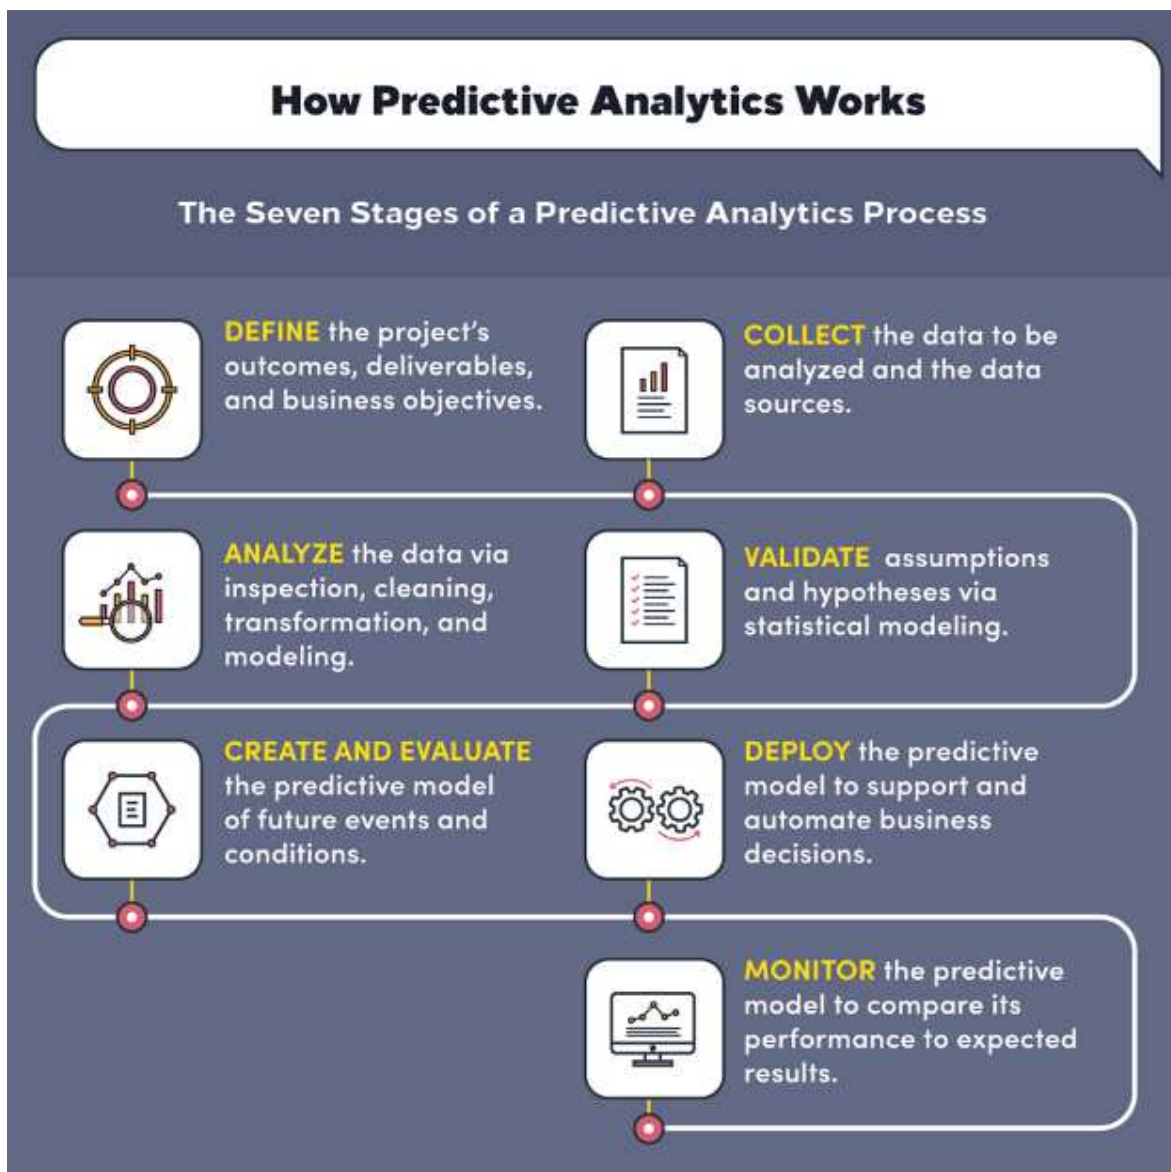 How Predictive Analytics Works
The Seven Stages of a Predictive Analytics Process
DEFINE the project's
outcomes, deliverables,
and business objectives.
COLLECT the data to be
analyzed and the data
sources.
ANALYZE the data via
inspection, cleaning,
transformation, and
modeling.
VALIDATE assumptions
and hypotheses via
statistical modeling.
CREATE AND EVALUATE
the predictive model
of future events and
conditions.
DEPLOY the predictive
model to support and
automate business
decisions.
MONITOR the predictive
model to compare its
performance to expected
results.